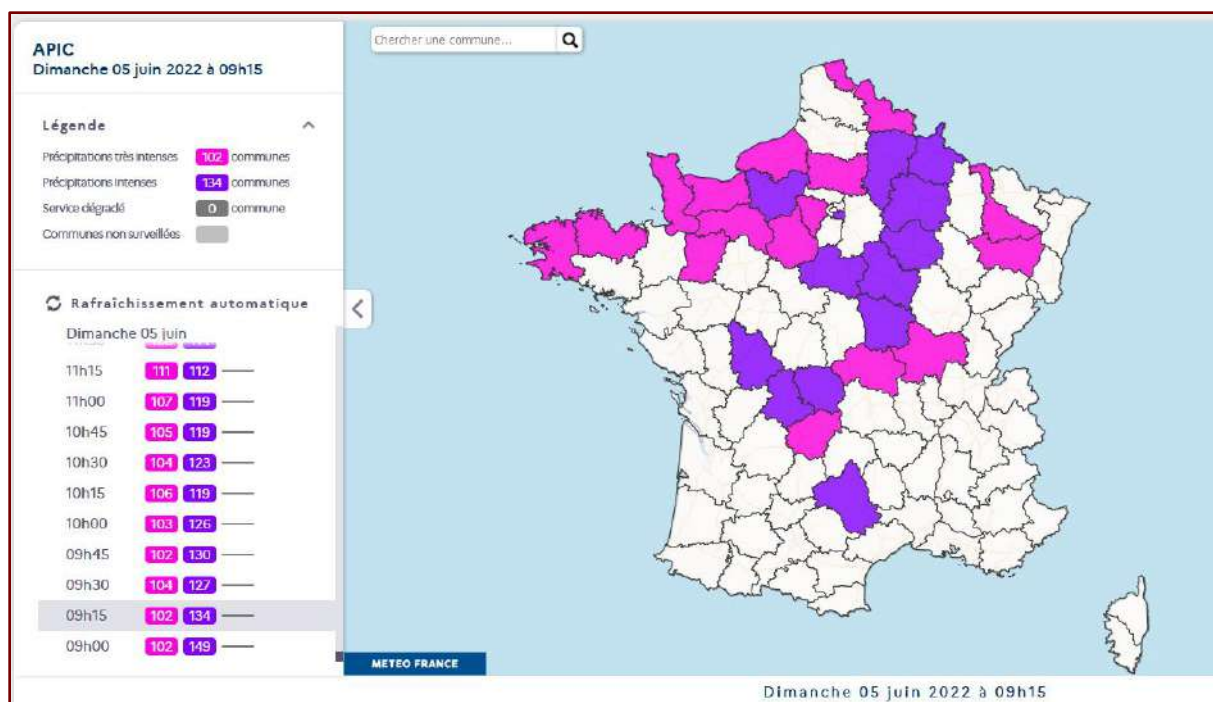 APIC
Dimanche 05 juin 2022 à 09h15
Chercher une commune...
Légende
Précipitations très intenses 102 communes
Précipitations intenses 134 communes
Service dégradé 0 commune
Communes non surveillées
Rafraîchissement automatique
Dimanche 05 juin
11h15 111 112
11h00 107 119
10h45 105 119
10h30 104 123
10h15 106 119
10h00 103 126
09h45 102 130
09h30 104 127
09h15 102 134
09h00 102 149
METEO FRANCE
Dimanche 05 juin 2022 à 09h15